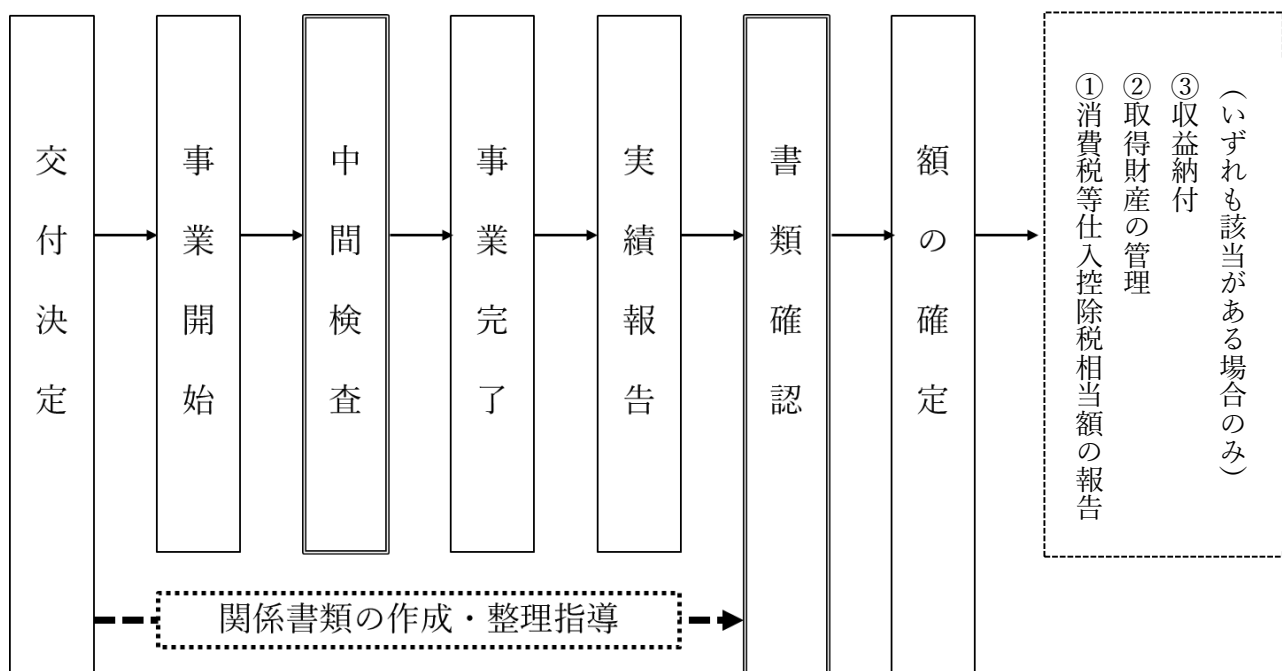 交付決定
事業開始
中間検査
事業完了
実績報告
書類確認
額の確定
(いずれも該当がある場合のみ)
③収益納付
②取得財産の管理
①消費税等仕入控除税相当額の報告
関係書類の作成・整理指導